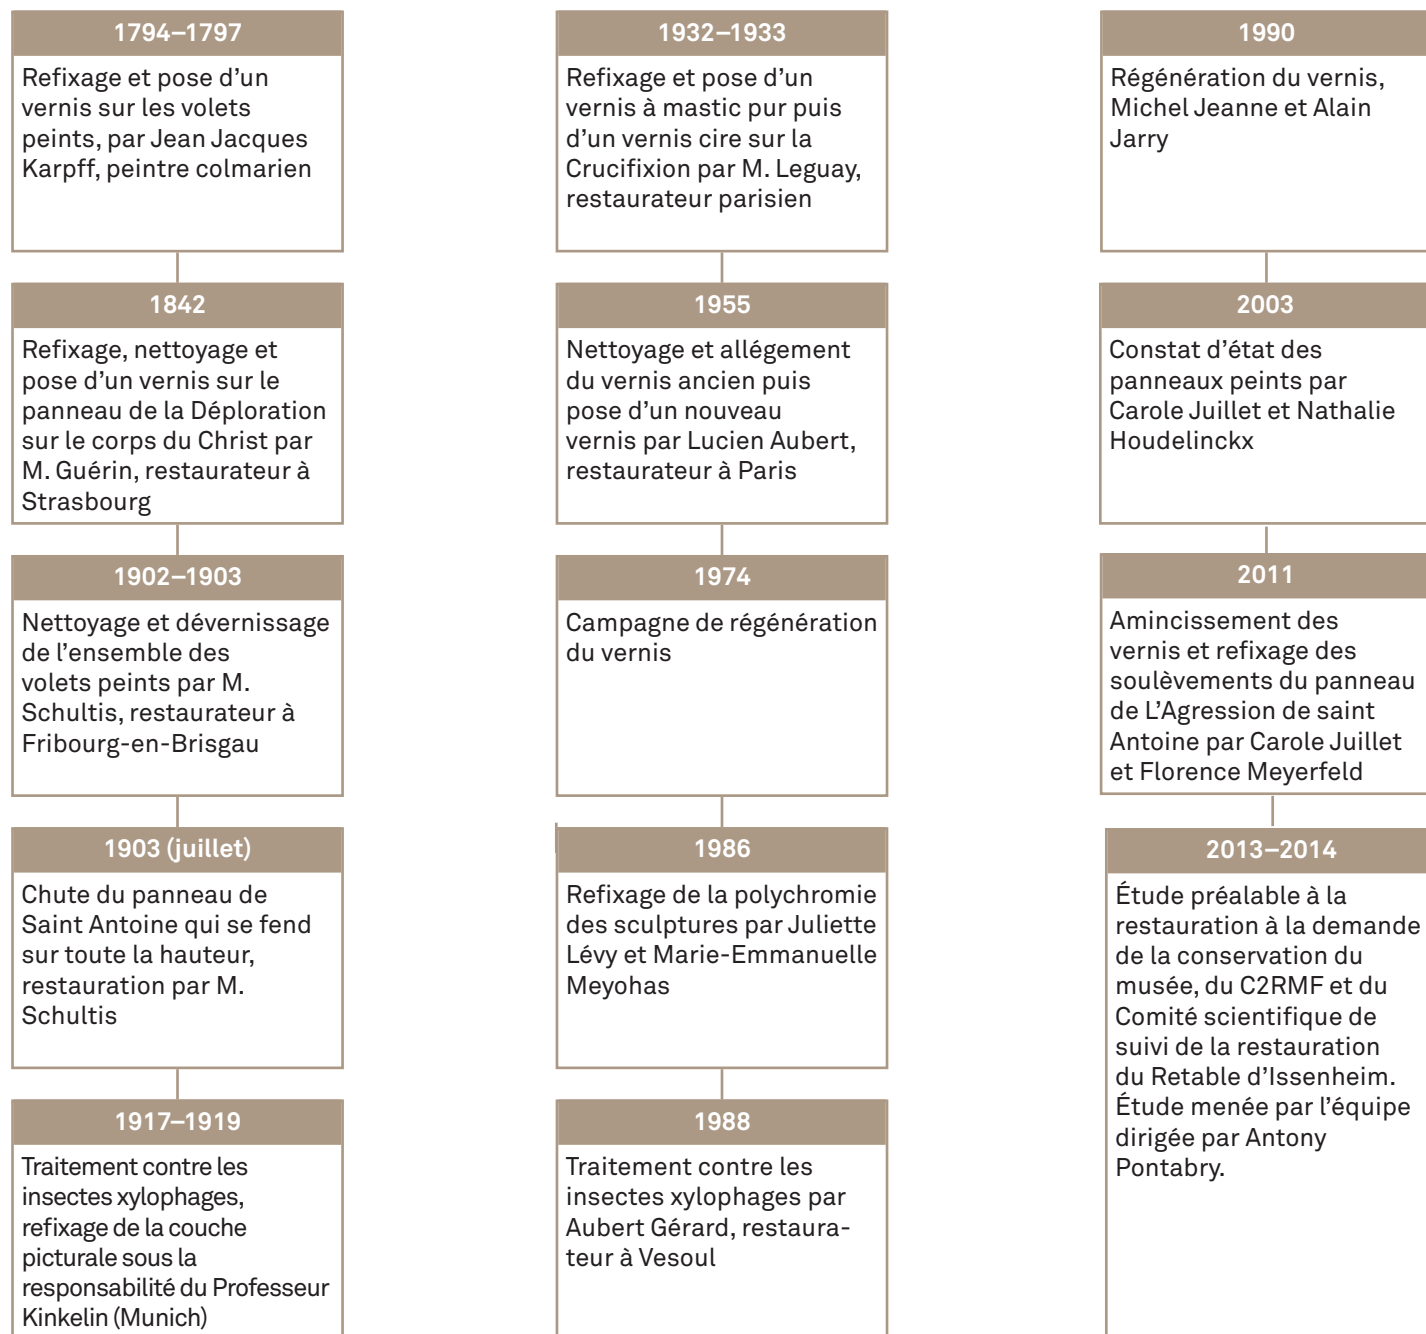 1794–1797
Refixage et pose d’un
vernis sur les volets
peints, par Jean Jacques
Karpff, peintre colmarien
1842
Refixage, nettoyage et
pose d’un vernis sur le
panneau de la Déploration
sur le corps du Christ par
M. Guérin, restaurateur à
Strasbourg
1902–1903
Nettoyage et dévernissage
de l’ensemble des
volets peints par M.
Schultis, restaurateur à
Fribourg-en-Brisgau
1903 (juillet)
Chute du panneau de
Saint Antoine qui se fend
sur toute la hauteur,
restauration par M.
Schultis
1917–1919
Traitement contre les
insectes xylophages,
refixage de la couche
picturale sous la
responsabilité du Professeur
Kinkelin (Munich)
1932–1933
Refixage et pose d’un
vernis à mastic pur puis
d’un vernis cire sur la
Crucifixion par M. Leguay,
restaurateur parisien
1955
Nettoyage et allégement
du vernis ancien puis
pose d’un nouveau
vernis par Lucien Aubert,
restaurateur à Paris
1974
Campagne de régénération
du vernis
1986
Refixage de la polychromie
des sculptures par Juliette
Lévy et Marie-Emmanuelle
Meyohas
1988
Traitement contre les
insectes xylophages par
Aubert Gérard, restaura-
teur à Vesoul
1990
Régénération du vernis,
Michel Jeanne et Alain
Jarry
2003
Constat d’état des
panneaux peints par
Carole Juillet et Nathalie
Houdelinckx
2011
Amincissement des
vernis et refixage des
soulèvements du panneau
de L’Agression de saint
Antoine par Carole Juillet
et Florence Meyerfeld
2013–2014
Étude préalable à la
restauration à la demande
de la conservation du
musée, du C2RMF et du
Comité scientifique de
suivi de la restauration
du Retable d’Issenheim.
Étude menée par l’équipe
dirigée par Antony
Pontabry.